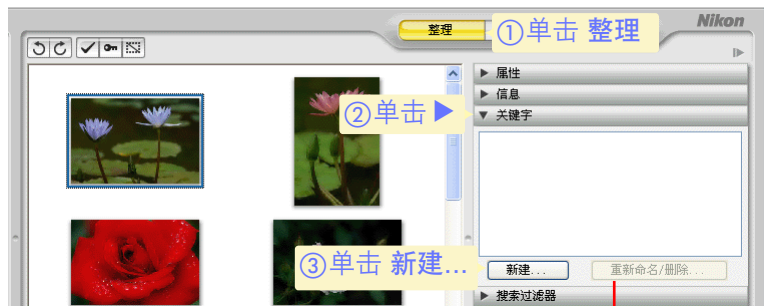 整理
①单击 整理
Nikon
▶ 属性
▶ 信息
②单击 ▶
▼ 关键字
③单击 新建...
新建...
重新命名/删除...
▶ 搜索过滤器